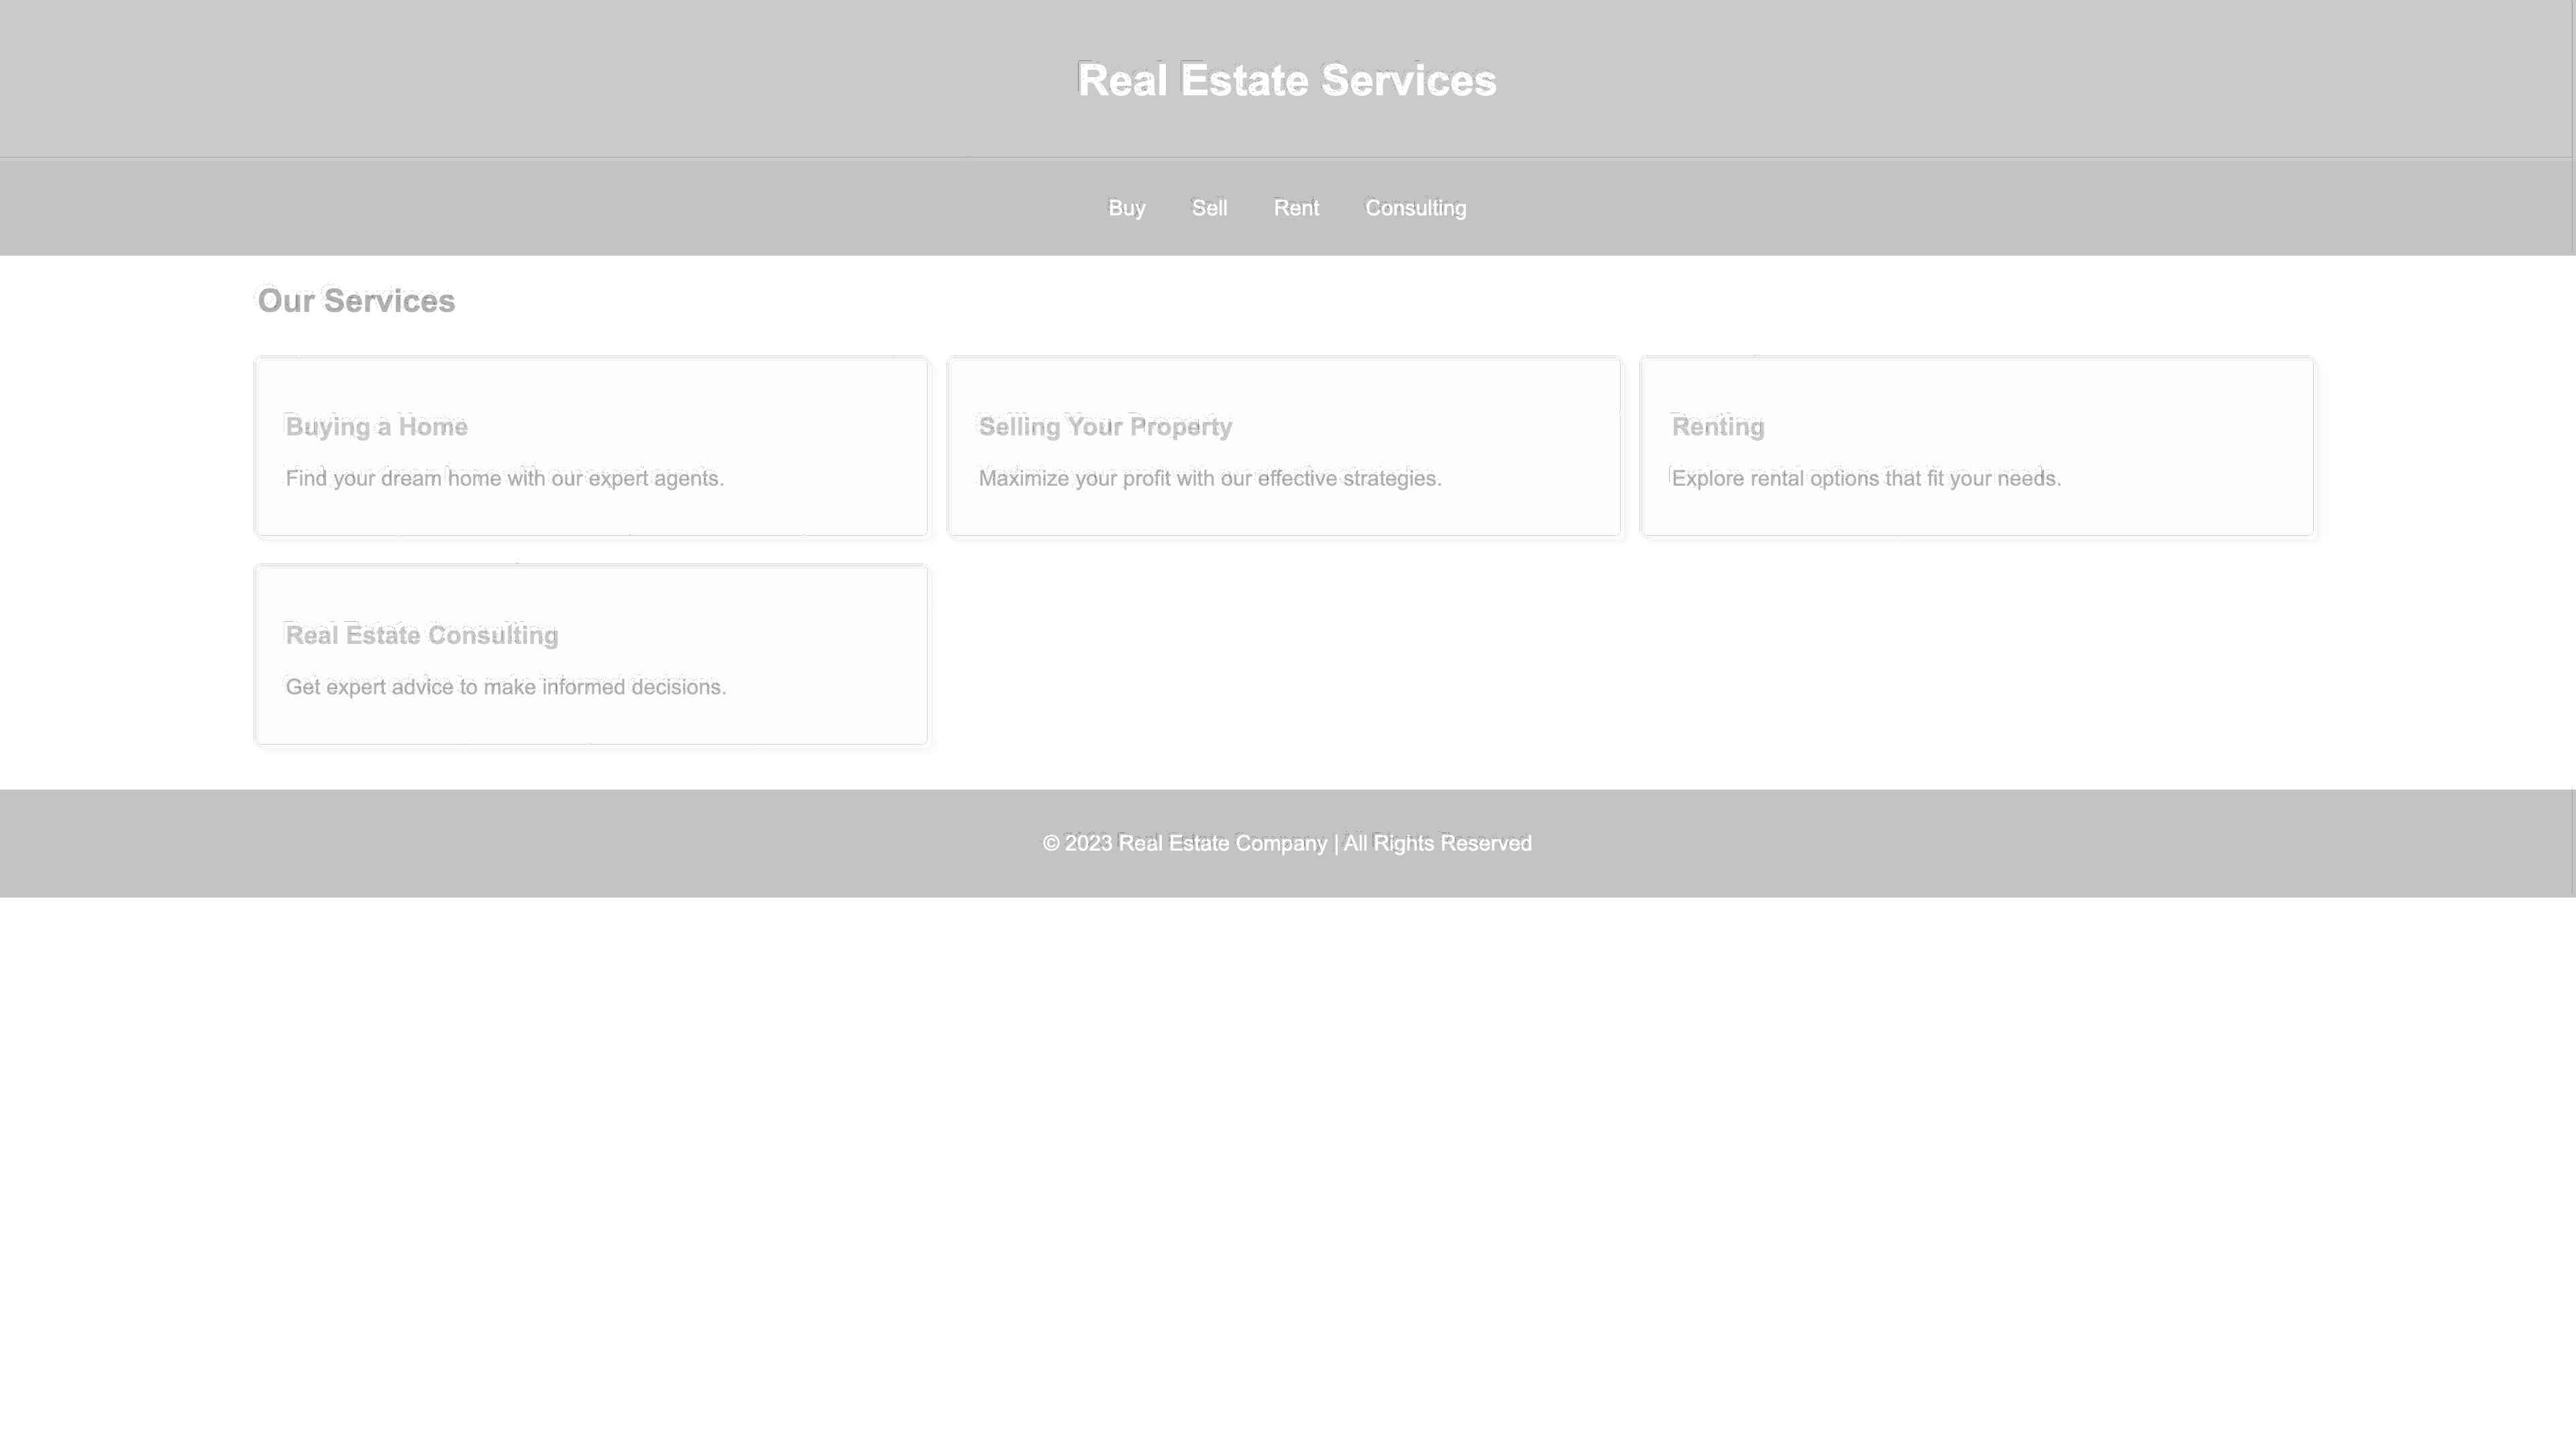 Real Estate Services
Buy Sell Rent Consulting
Our Services
Buying a Home
Find your dream home with our expert agents.
Selling Your Property
Maximize your profit with our effective strategies.
Renting
Explore rental options that fit your needs.
Real Estate Consulting
Get expert advice to make informed decisions.
© 2023 Real Estate Company | All Rights Reserved